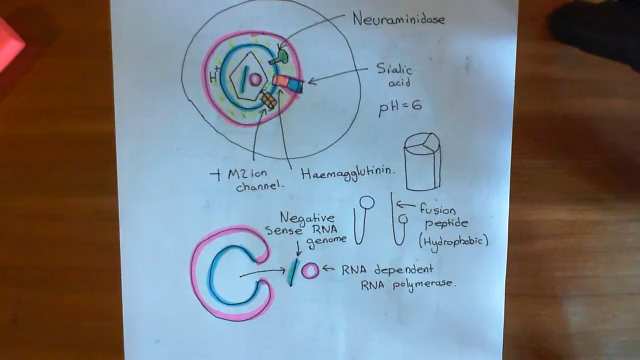 Neuraminidase
H+
Sialic
acid
pH=6
M2 ion
channel.
Haemagglutinin.
Negative
Sense RNA
genome
fusion
peptide
(Hydrophobic)
RNA dependent
RNA polymerase.